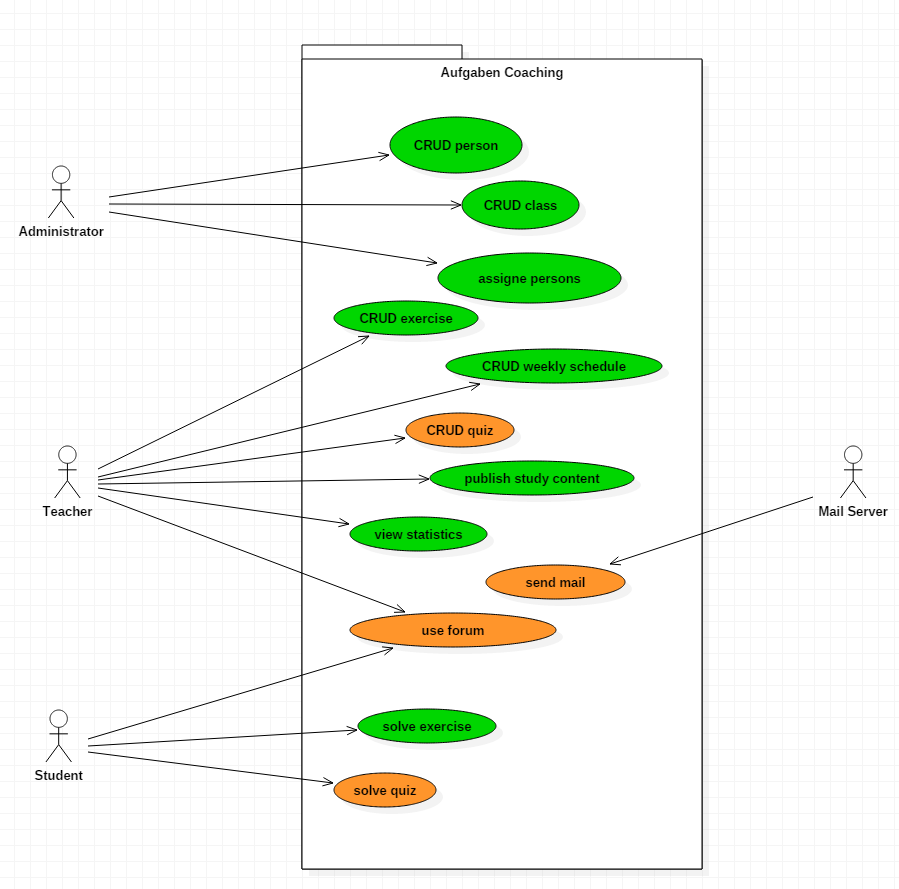 Aufgaben Coaching
CRUD person
CRUD class
Administrator
assigne persons
CRUD exercise
CRUD weekly schedule
CRUD quiz
publish study content
Teacher
Mail Server
view statistics
send mail
use forum
solve exercise
Student
solve quiz